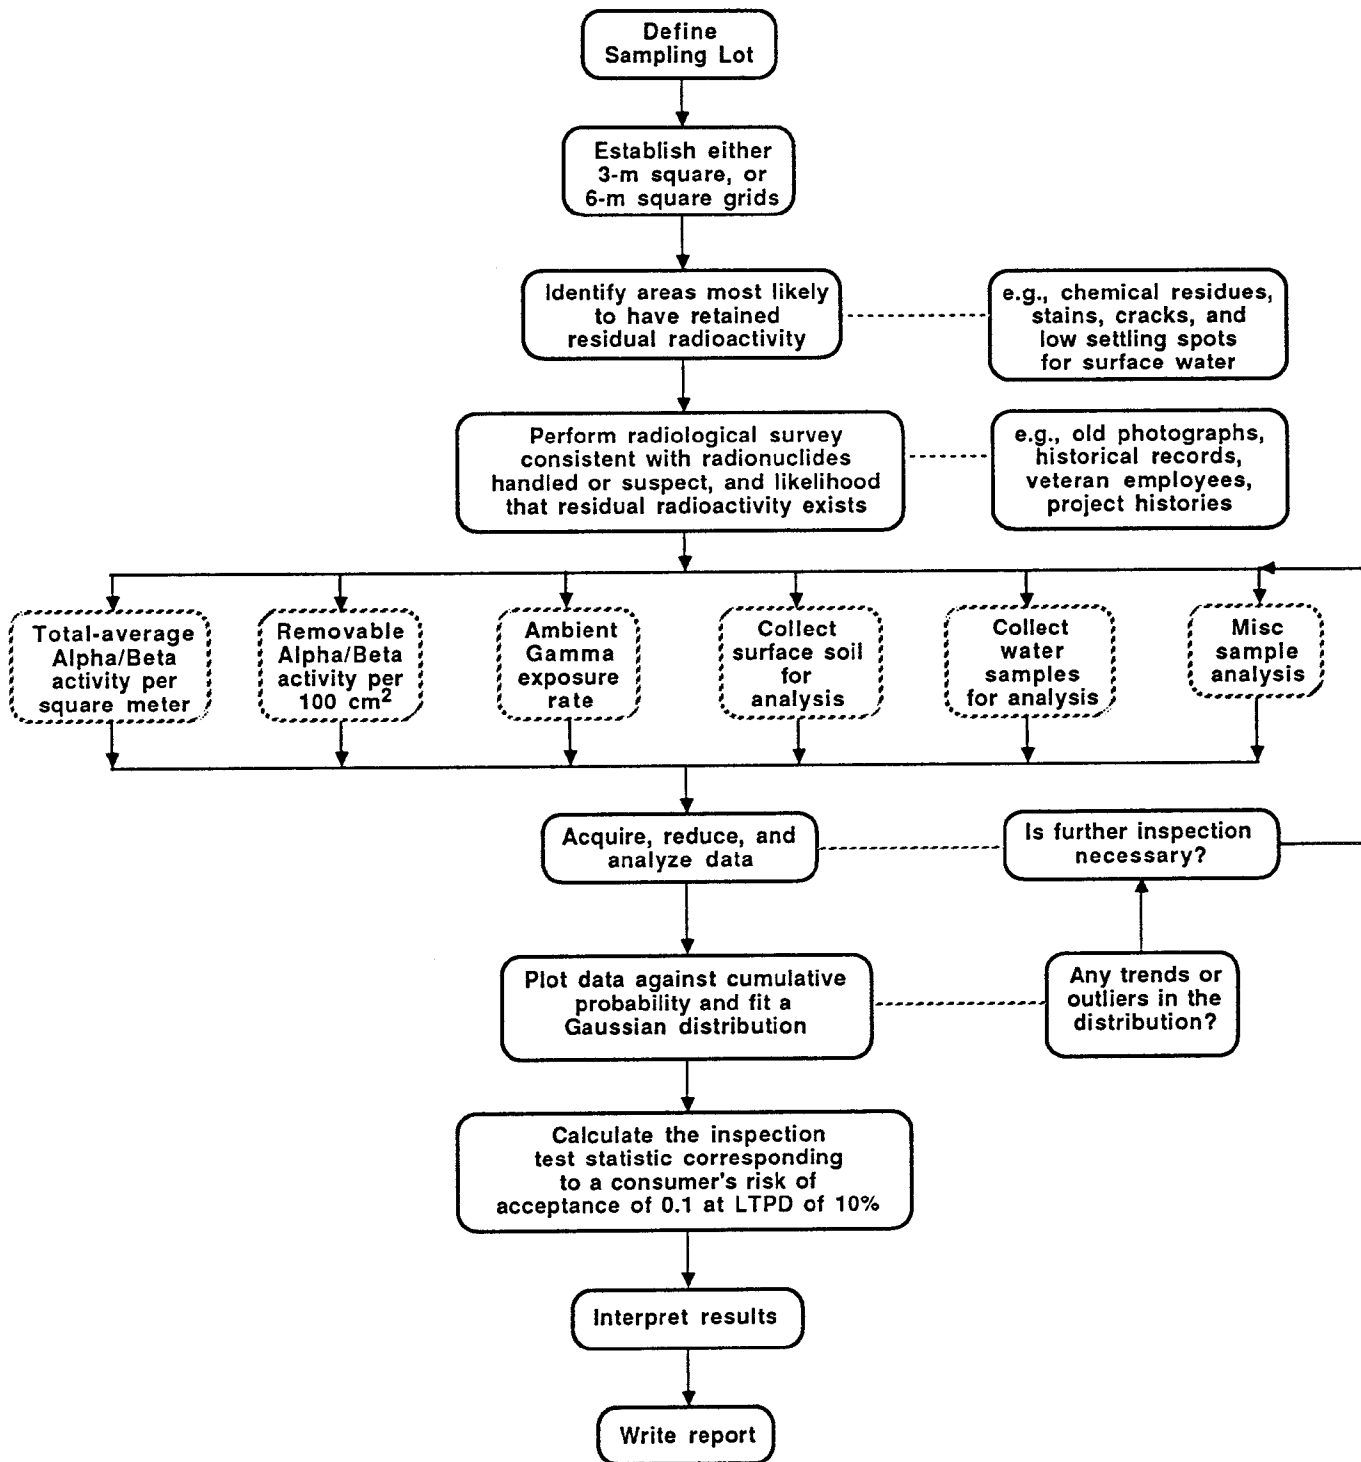 Define
Sampling Lot
Establish either
3-m square, or
6-m square grids
Identify areas most likely
to have retained
residual radioactivity
e.g., chemical residues,
stains, cracks, and
low settling spots
for surface water
Perform radiological survey
consistent with radionuclides
handled or suspect, and likelihood
that residual radioactivity exists
e.g., old photographs,
historical records,
veteran employees,
project histories
Total-average
Alpha/Beta
activity per
square meter
Removable
Alpha/Beta
activity per
100 cm²
Ambient
Gamma
exposure
rate
Collect
surface soil
for
analysis
Collect
water
samples
for analysis
Misc
sample
analysis
Acquire, reduce, and
analyze data
Is further inspection
necessary?
Plot data against cumulative
probability and fit a
Gaussian distribution
Any trends or
outliers in the
distribution?
Calculate the inspection
test statistic corresponding
to a consumer's risk of
acceptance of 0.1 at LTPD of 10%
Interpret results
Write report